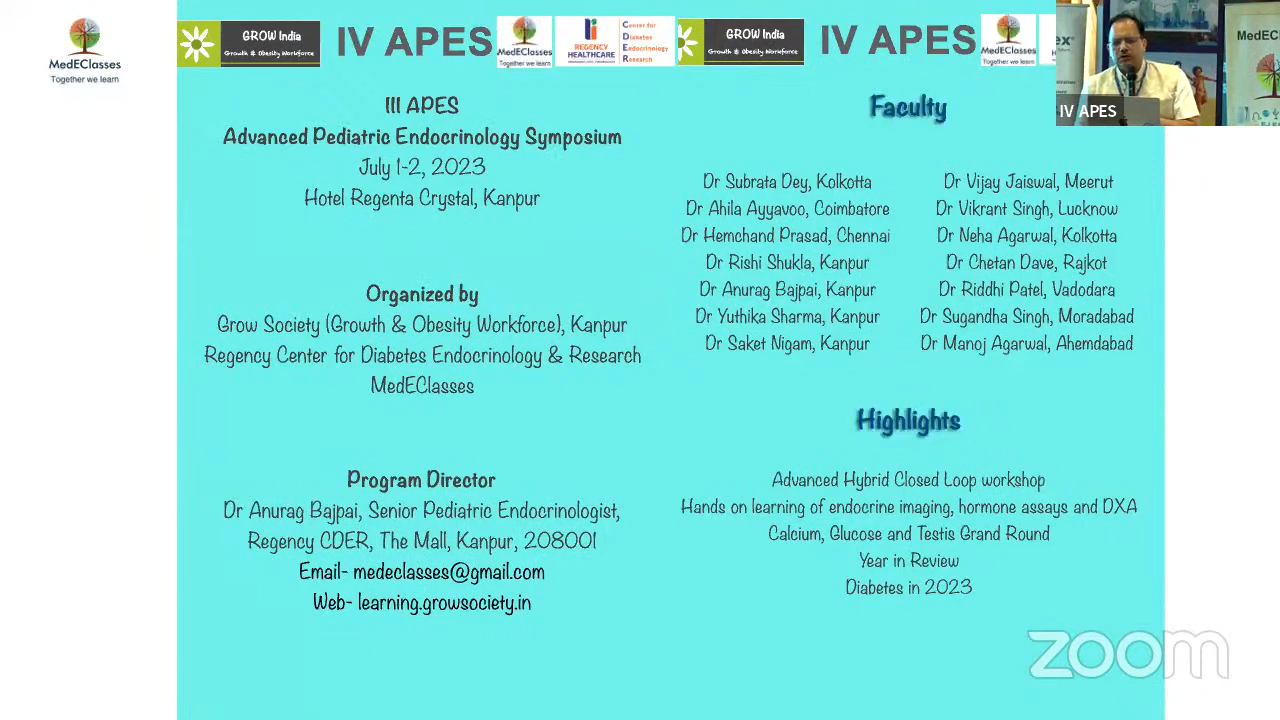 MedEClasses
Together we learn
GROW India
Growth & Obesity Workforce
IV APES
MedEClasses
Together we learn
REGENCY
HEALTHCARE
Center for
Diabetes
Endocrinology
Research
GROW India
Growth & Obesity Workforce
IV APES
MedEClasses
Together we learn
MedECl
IV APES
III APES
Advanced Pediatric Endocrinology Symposium
July 1-2, 2023
Hotel Regenta Crystal, Kanpur
Organized by
Grow Society (Growth & Obesity Workforce), Kanpur
Regency Center for Diabetes Endocrinology & Research
MedEClasses
Program Director
Dr Anurag Bajpai, Senior Pediatric Endocrinologist,
Regency CDER, The Mall, Kanpur, 208001
Email- medeclasses@gmail.com
Web- learning.growsociety.in
Faculty
Dr Subrata Dey, Kolkotta
Dr Ahila Ayyavoo, Coimbatore
Dr Hemchand Prasad, Chennai
Dr Rishi Shukla, Kanpur
Dr Anurag Bajpai, Kanpur
Dr Yuthika Sharma, Kanpur
Dr Saket Nigam, Kanpur
Dr Vijay Jaiswal, Meerut
Dr Vikrant Singh, Lucknow
Dr Neha Agarwal, Kolkotta
Dr Chetan Dave, Rajkot
Dr Riddhi Patel, Vadodara
Dr Sugandha Singh, Moradabad
Dr Manoj Agarwal, Ahemdabad
Highlights
Advanced Hybrid Closed Loop workshop
Hands on learning of endocrine imaging, hormone assays and DXA
Calcium, Glucose and Testis Grand Round
Year in Review
Diabetes in 2023
zoom